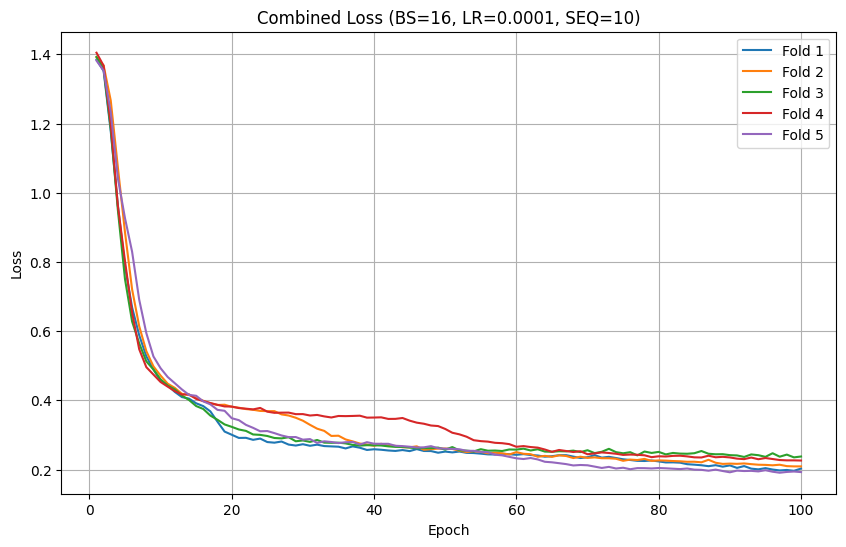 Combined Loss (BS=16, LR=0.0001, SEQ=10)
Fold 1
Fold 2
Fold 3
Fold 4
Fold 5
1.4
1.2
1.0
0.8
0.6
0.4
0.2
Loss
0 20 40 60 80 100
Epoch